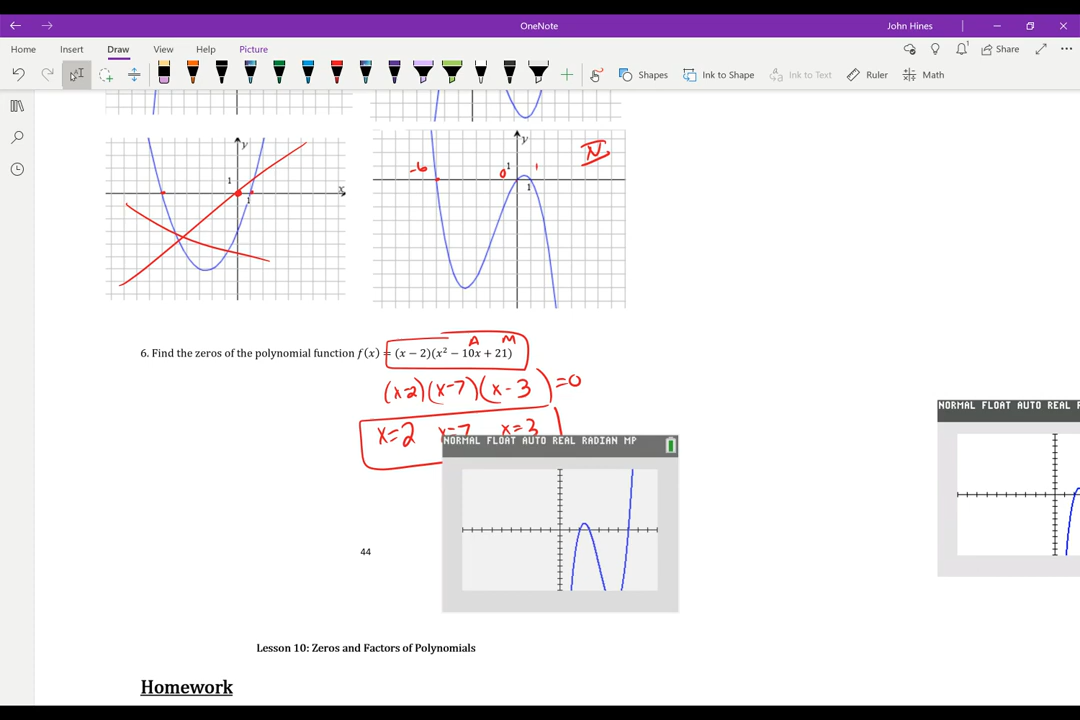 OneNote
John Hines
Home Insert Draw View Help Picture
Share
Shapes Ink to Shape Ink to Text Ruler Math
y
1
x
1
-6
0
1
1
y
1
N
6. Find the zeros of the polynomial function f(x) = (x − 2)(x² − 10x + 21)
A M
(x-2)(x-7)(x-3)=0
x=2 x=7 x=3
NORMAL FLOAT AUTO REAL RADIAN MP
NORMAL FLOAT AUTO REAL R
44
Lesson 10: Zeros and Factors of Polynomials
Homework